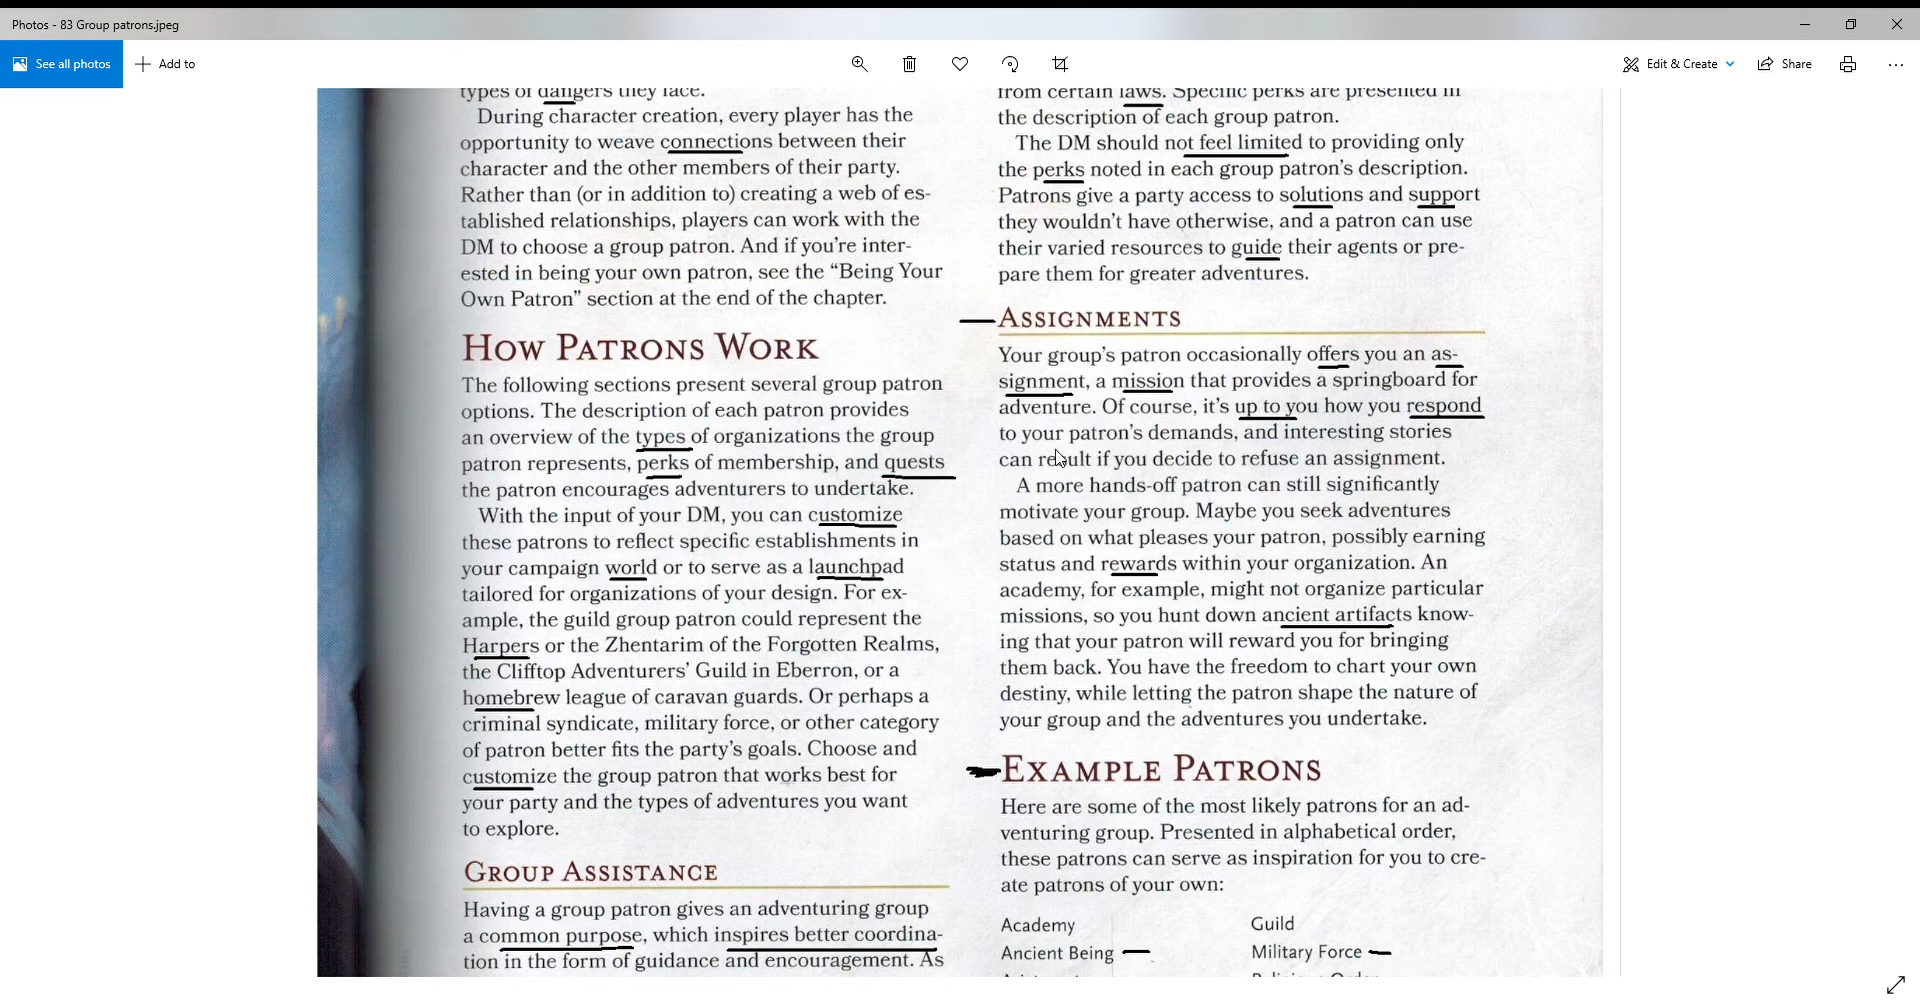 Photos - 83 Group patrons.jpeg
See all photos
Add to
Edit & Create
Share
types of dangers they face.
During character creation, every player has the
opportunity to weave connections between their
character and the other members of their party.
Rather than (or in addition to) creating a web of es-
tablished relationships, players can work with the
DM to choose a group patron. And if you're inter-
ested in being your own patron, see the “Being Your
Own Patron” section at the end of the chapter.
HOW PATRONS WORK
The following sections present several group patron
options. The description of each patron provides
an overview of the types of organizations the group
patron represents, perks of membership, and quests
the patron encourages adventurers to undertake.
With the input of your DM, you can customize
these patrons to reflect specific establishments in
your campaign world or to serve as a launchpad
tailored for organizations of your design. For ex-
ample, the guild group patron could represent the
Harpers or the Zhentarim of the Forgotten Realms,
the Clifftop Adventurers' Guild in Eberron, or a
homebrew league of caravan guards. Or perhaps a
criminal syndicate, military force, or other category
of patron better fits the party's goals. Choose and
customize the group patron that works best for
your party and the types of adventures you want
to explore.
GROUP ASSISTANCE
Having a group patron gives an adventuring group
a common purpose, which inspires better coordina-
tion in the form of guidance and encouragement. As
from certain laws. Specific perks are presented in
the description of each group patron.
The DM should not feel limited to providing only
the perks noted in each group patron's description.
Patrons give a party access to solutions and support
they wouldn't have otherwise, and a patron can use
their varied resources to guide their agents or pre-
pare them for greater adventures.
ASSIGNMENTS
Your group's patron occasionally offers you an as-
signment, a mission that provides a springboard for
adventure. Of course, it's up to you how you respond
to your patron's demands, and interesting stories
can result if you decide to refuse an assignment.
A more hands-off patron can still significantly
motivate your group. Maybe you seek adventures
based on what pleases your patron, possibly earning
status and rewards within your organization. An
academy, for example, might not organize particular
missions, so you hunt down ancient artifacts know-
ing that your patron will reward you for bringing
them back. You have the freedom to chart your own
destiny, while letting the patron shape the nature of
your group and the adventures you undertake.
EXAMPLE PATRONS
Here are some of the most likely patrons for an ad-
venturing group. Presented in alphabetical order,
these patrons can serve as inspiration for you to cre-
ate patrons of your own:
Academy
Ancient Being
Guild
Military Force